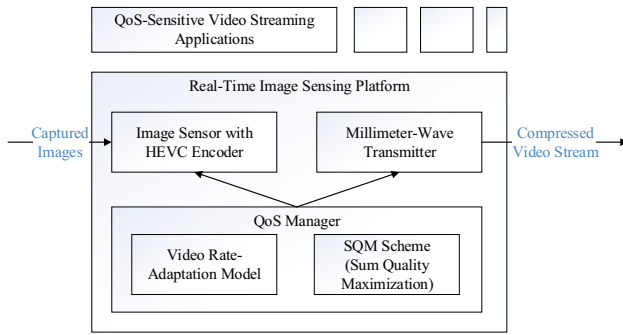 QoS-Sensitive Video Streaming
Applications
Real-Time Image Sensing Platform
Captured
Images
Image Sensor with
HEVC Encoder
Millimeter-Wave
Transmitter
Compressed
Video Stream
QoS Manager
Video Rate-
Adaptation Model
SQM Scheme
(Sum Quality
Maximization)